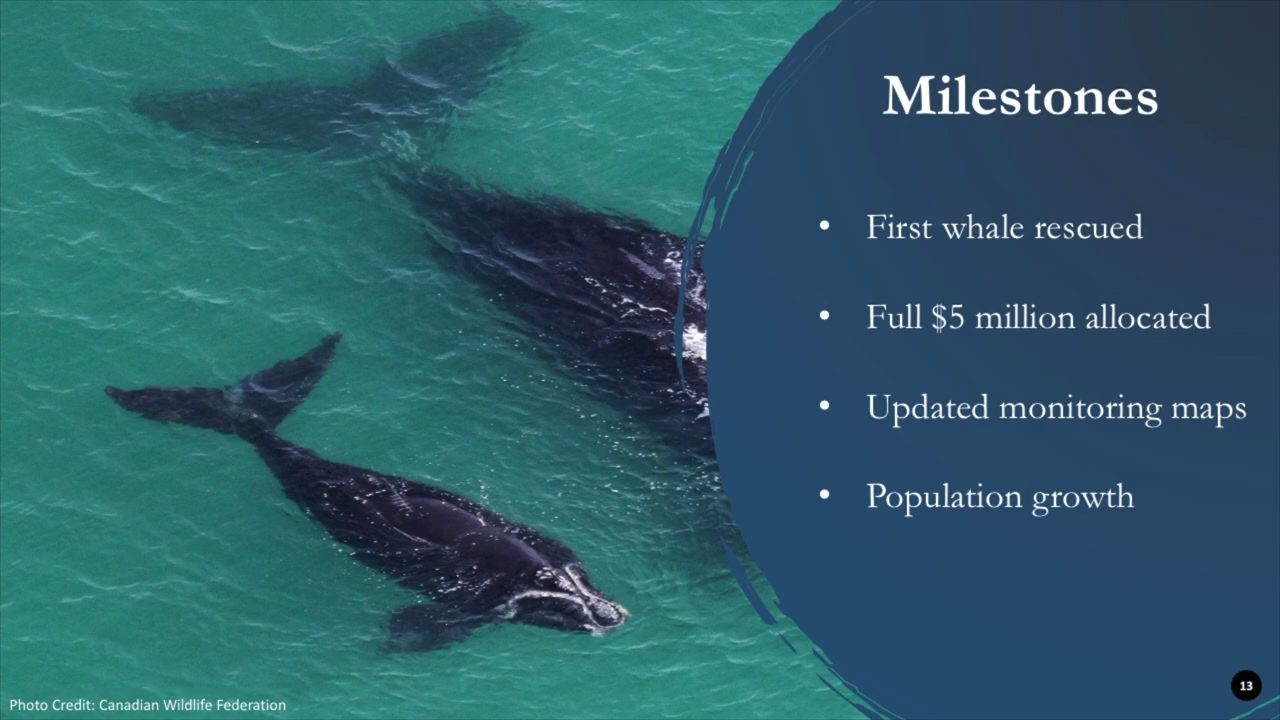 Milestones
• First whale rescued
• Full $5 million allocated
• Updated monitoring maps
• Population growth
Photo Credit: Canadian Wildlife Federation
13